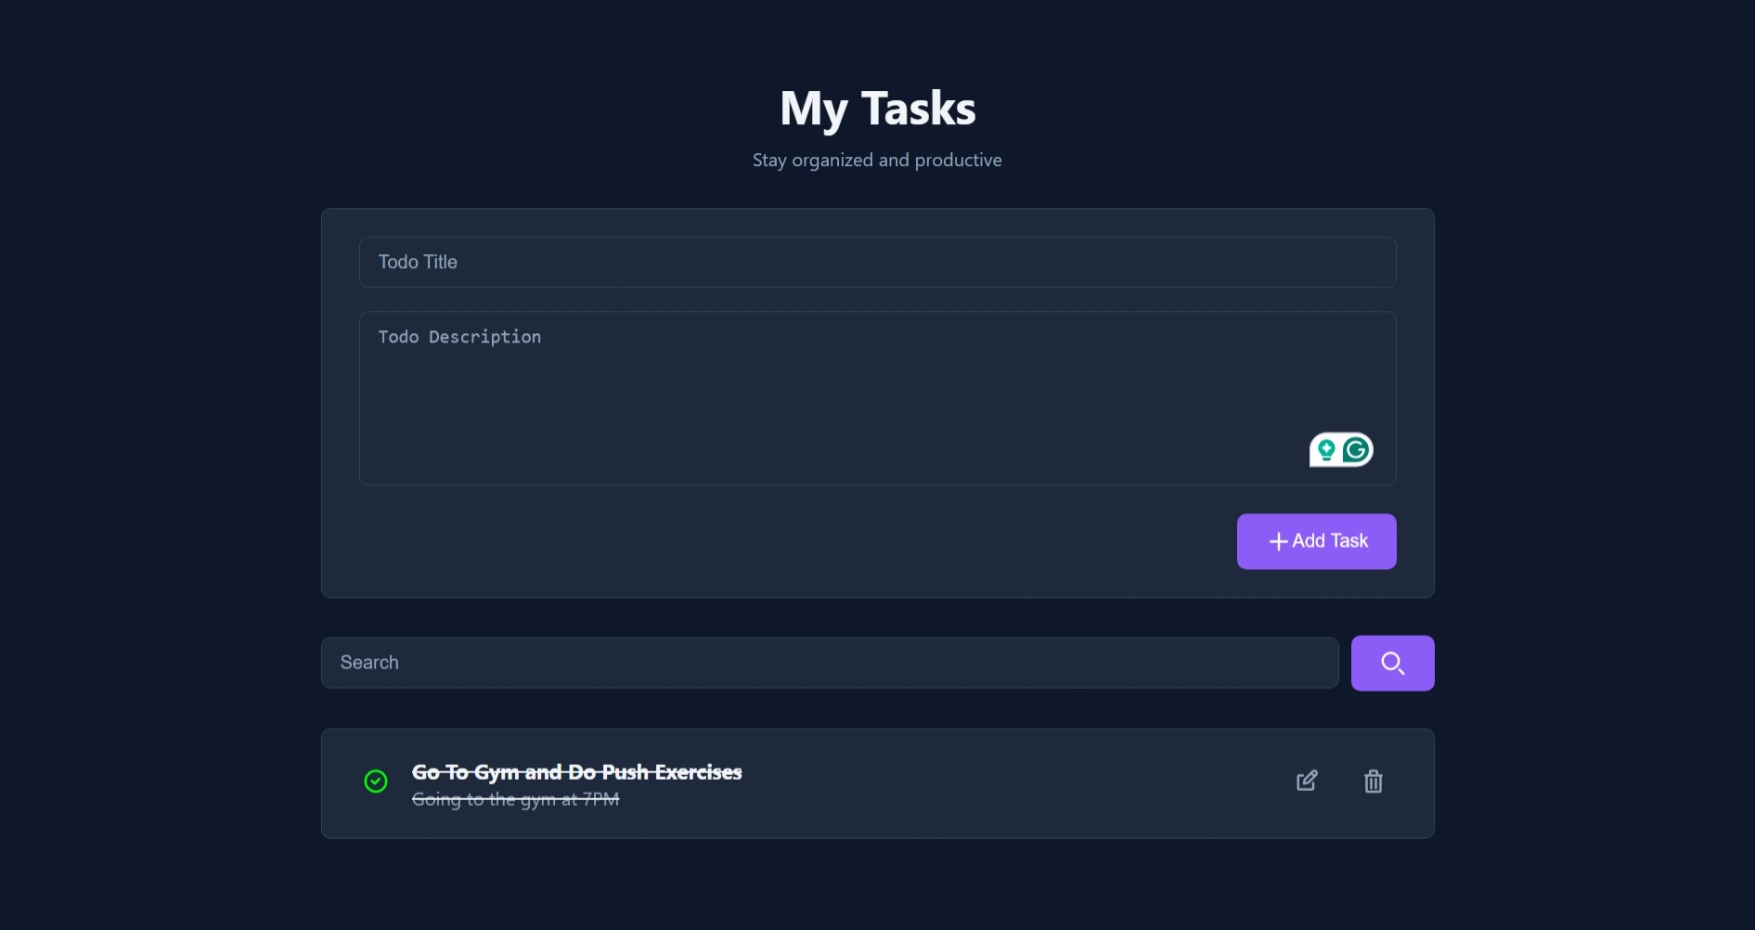 My Tasks
Stay organized and productive
Todo Title
Todo Description
Add Task
Search
Go To Gym and Do Push Exercises
Going to the gym at 7PM